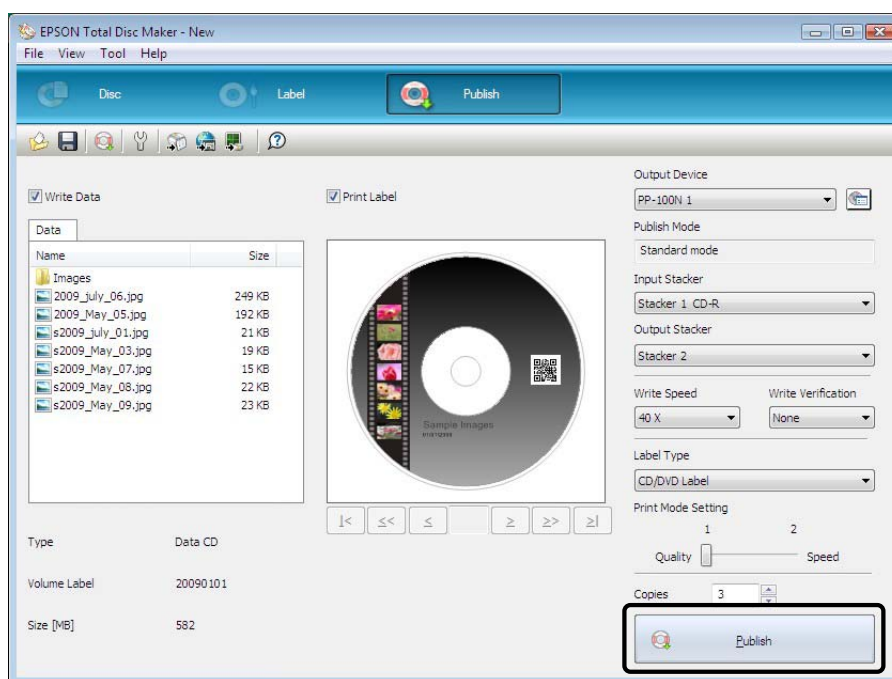 EPSON Total Disc Maker - New
File View Tool Help
Disc
Label
Publish
Write Data
Data
Name Size
Images
2009_july_06.jpg 249 KB
2009_May_05.jpg 192 KB
s2009_july_01.jpg 21 KB
s2009_May_03.jpg 19 KB
s2009_May_07.jpg 15 KB
s2009_May_08.jpg 22 KB
s2009_May_09.jpg 23 KB
Type Data CD
Volume Label 20090101
Size [MB] 582
Print Label
Sample Images
|< << < > >> >|
Output Device
PP-100N 1
Publish Mode
Standard mode
Input Stacker
Stacker 1 CD-R
Output Stacker
Stacker 2
Write Speed Write Verification
40 X None
Label Type
CD/DVD Label
Print Mode Setting
1 2
Quality Speed
Copies 3
Publish